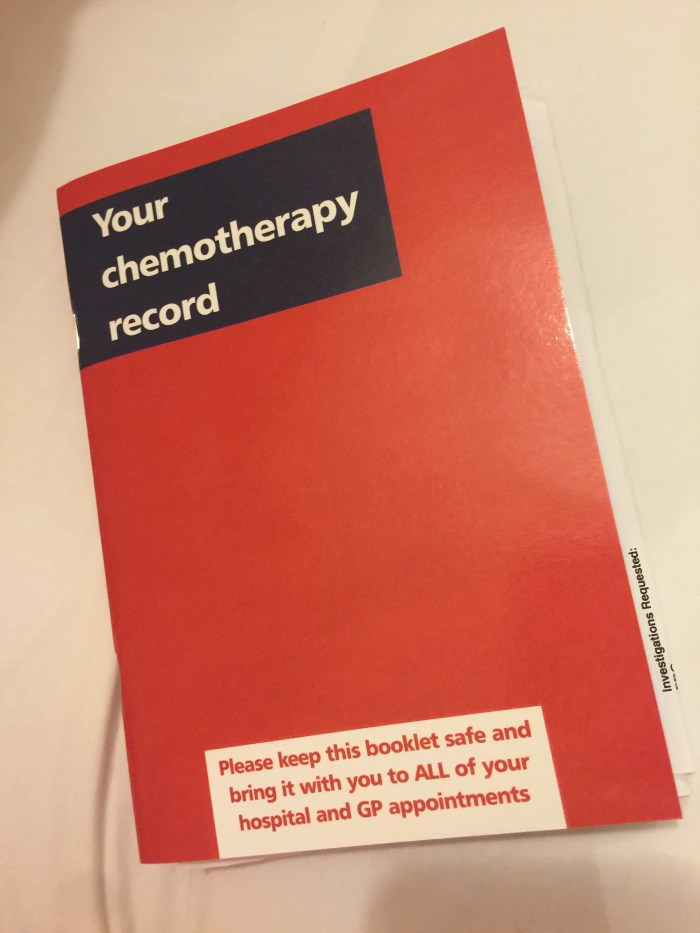 Your
chemotherapy
record
Investigations Requested:
Please keep this booklet safe and
bring it with you to ALL of your
hospital and GP appointments